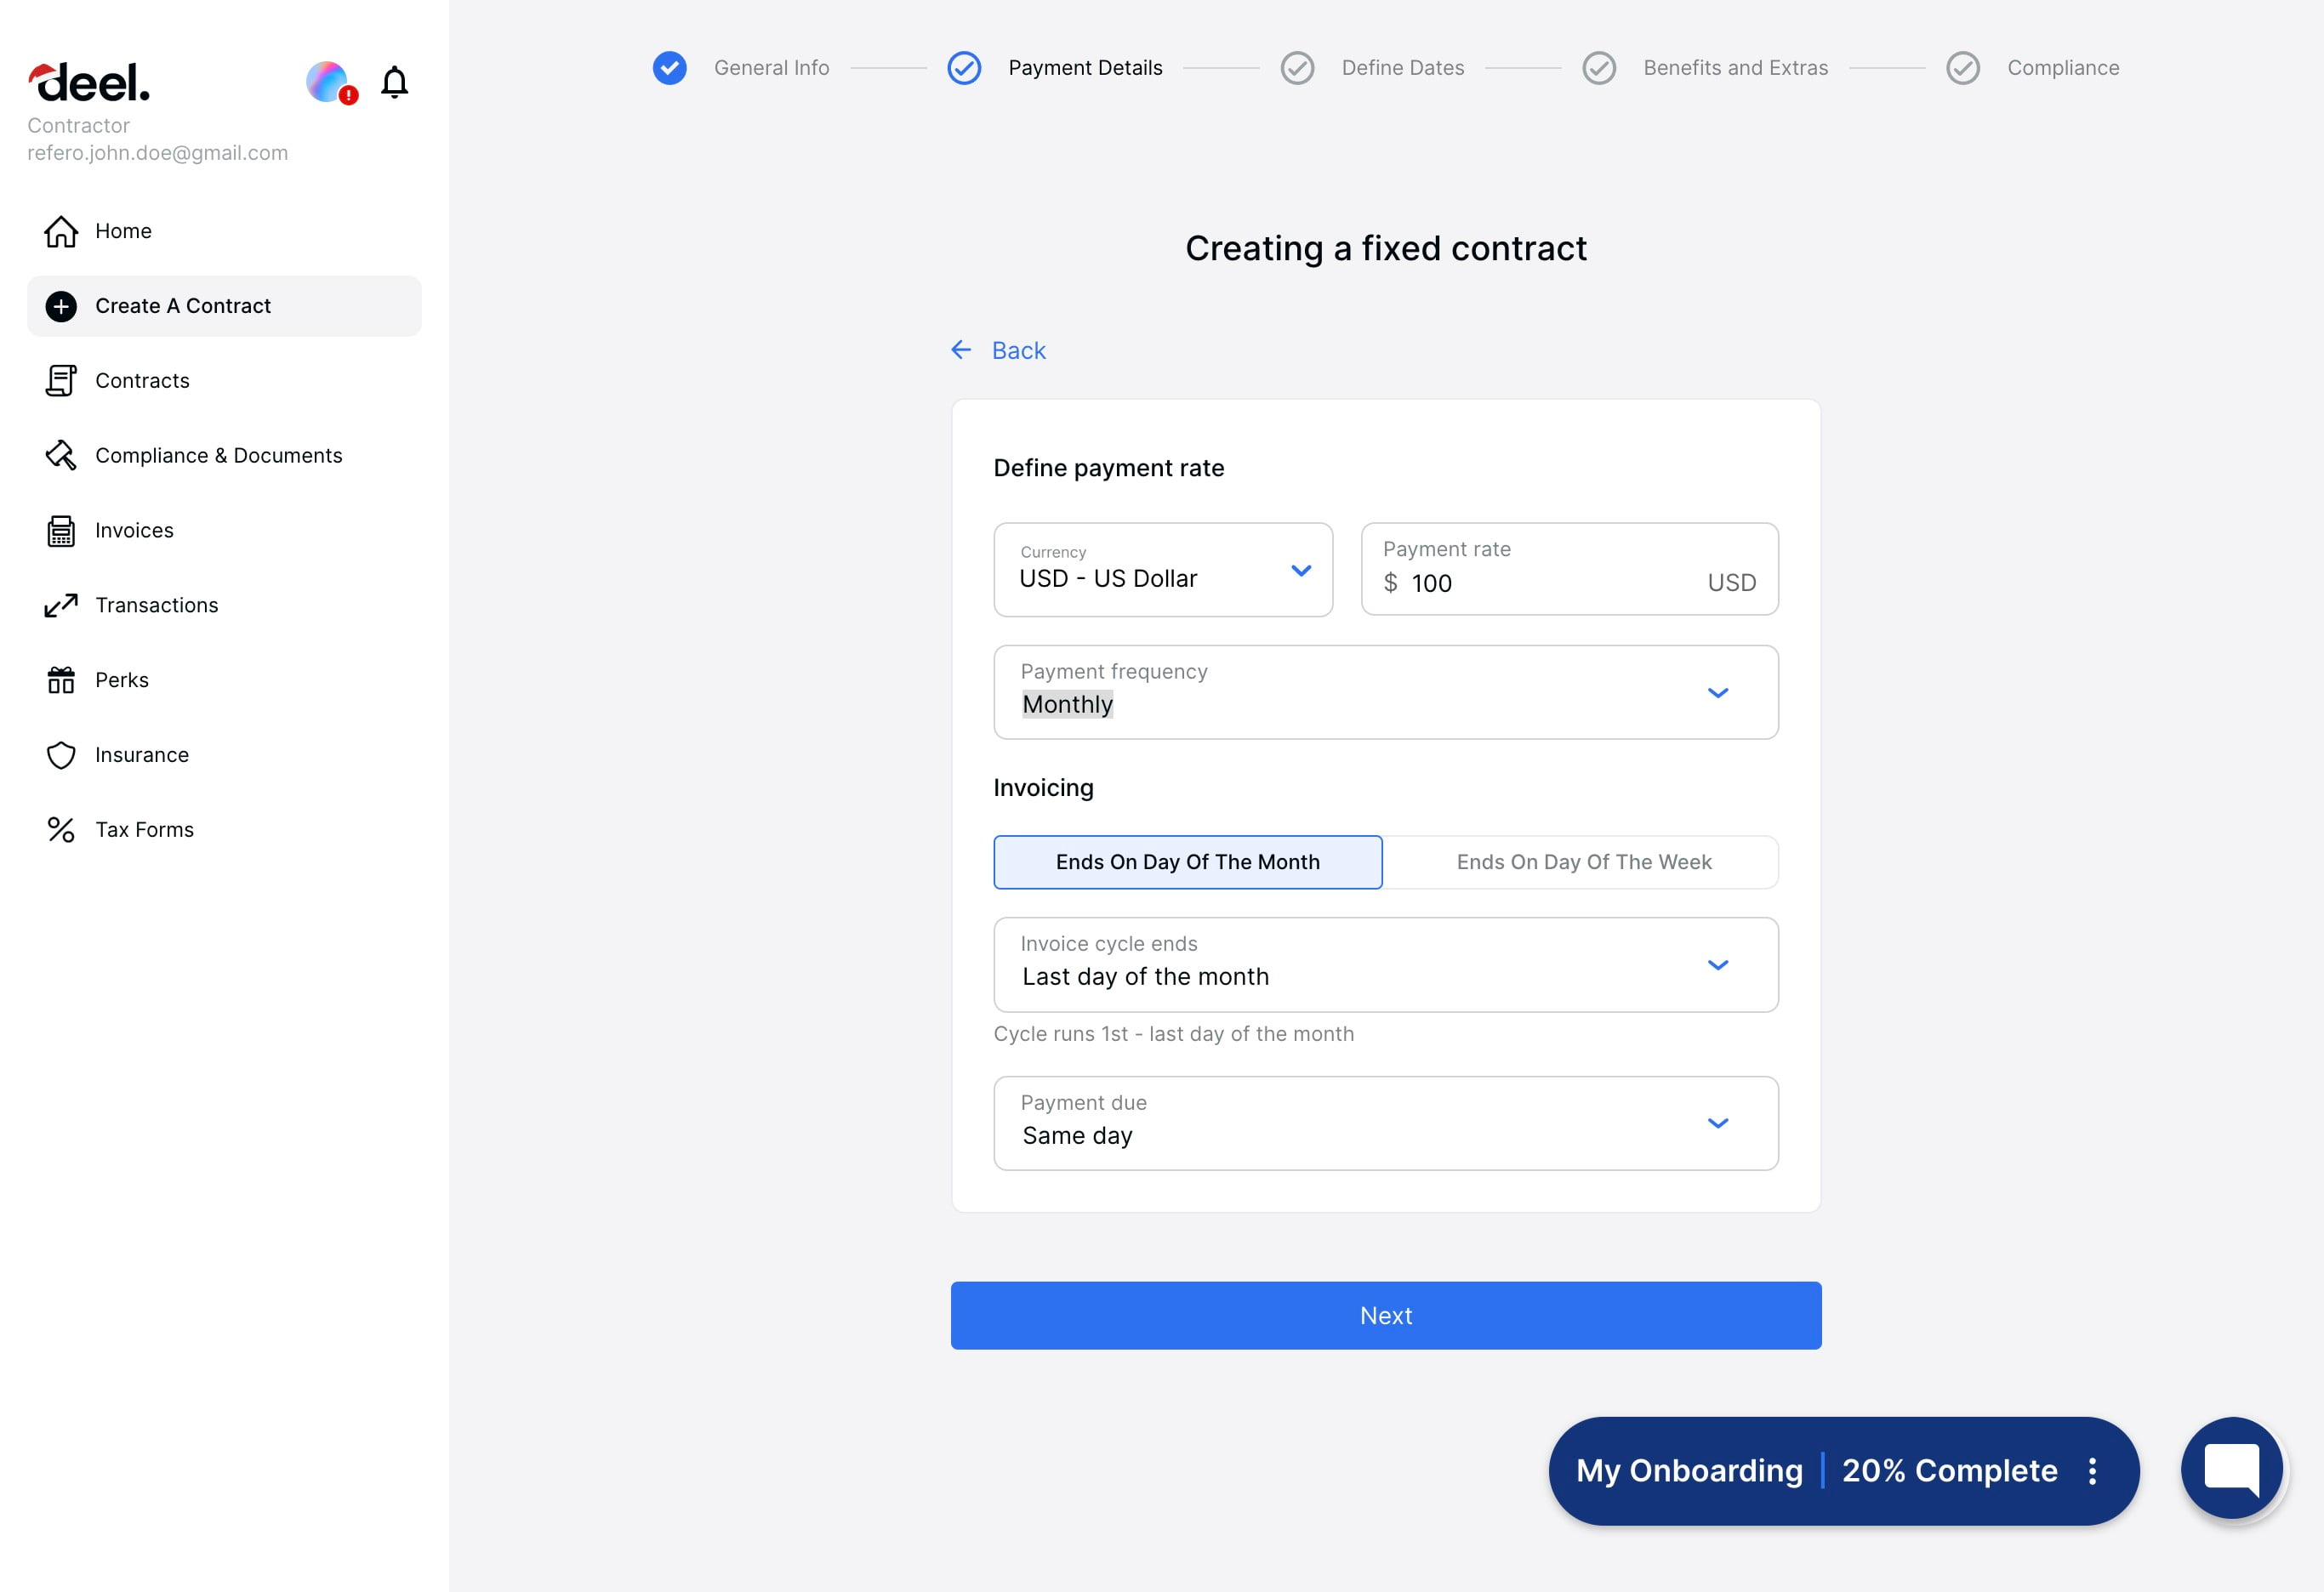 deel.
Contractor
refero.john.doe@gmail.com
Home
Create A Contract
Contracts
Compliance & Documents
Invoices
Transactions
Perks
Insurance
Tax Forms
General Info
Payment Details
Define Dates
Benefits and Extras
Compliance
Creating a fixed contract
Back
Define payment rate
Currency
USD - US Dollar
Payment rate
$ 100 USD
Payment frequency
Monthly
Invoicing
Ends On Day Of The Month
Ends On Day Of The Week
Invoice cycle ends
Last day of the month
Cycle runs 1st - last day of the month
Payment due
Same day
Next
My Onboarding | 20% Complete